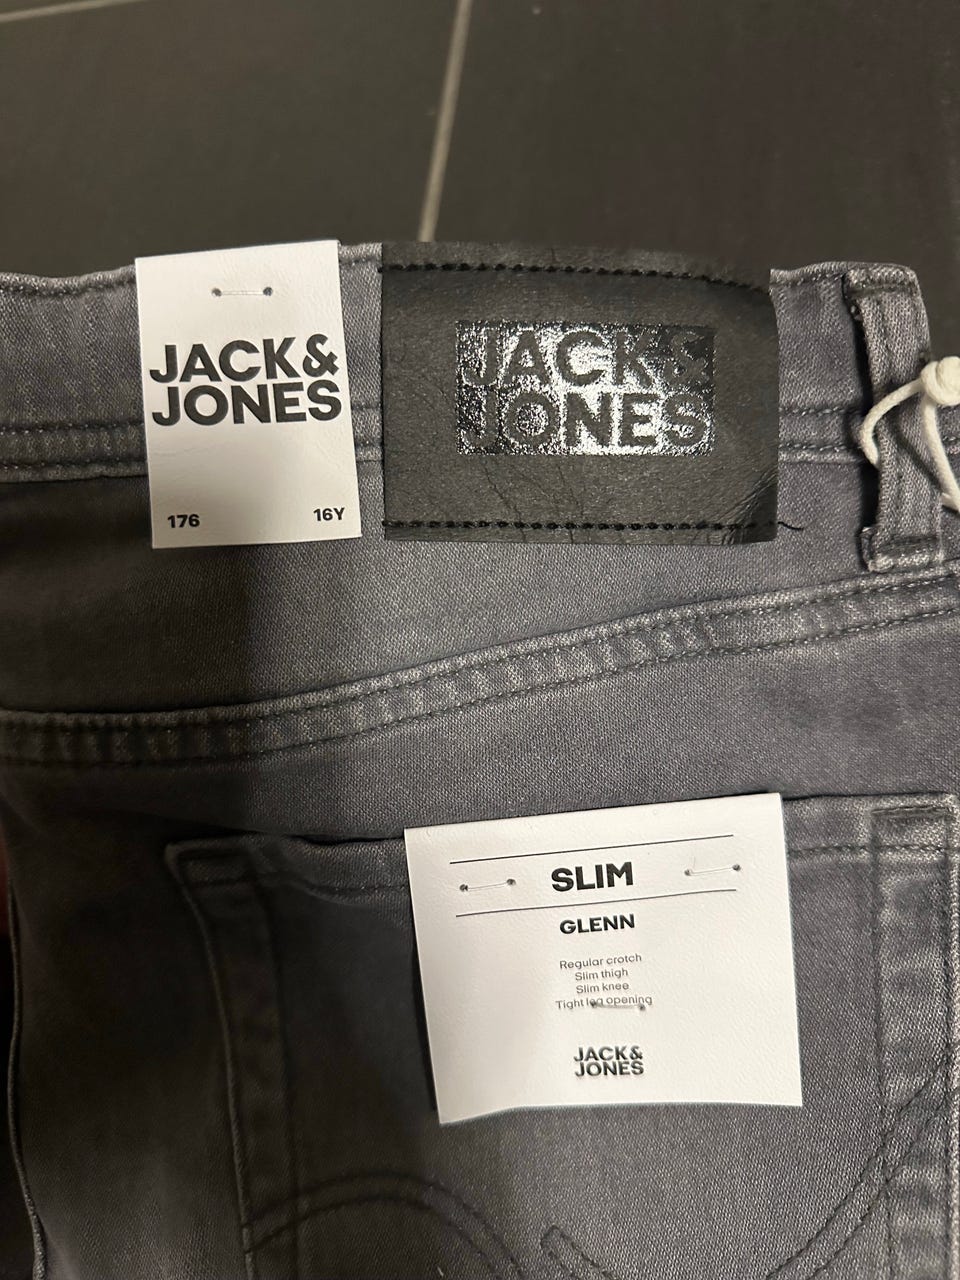 JACK&
JONES
176 16Y
JACK&
JONES
SLIM
GLENN
Regular crotch
Slim thigh
Slim knee
Tight leg opening
JACK&
JONES